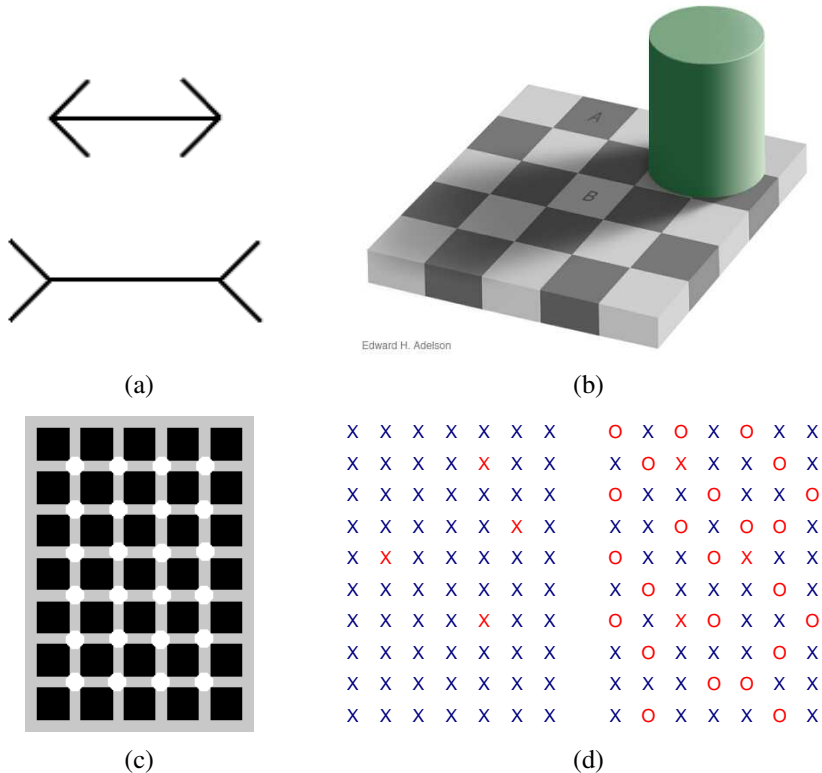 A
B
Edward H. Adelson
(a)
(b)
X X X X X X X
X X X X X X X
X X X X X X X
X X X X X X X
X X X X X X X
X X X X X X X
X X X X X X X
X X X X X X X
X X X X X X X
X X X X X X X
O X O X O X X
X O X X X O X
O X X O X X O
X X O X O O X
O X X O X X X
X O X X X O X
O X X O X X O
X O X X X O X
X X X O O X X
X O X X X O X
(c)
(d)